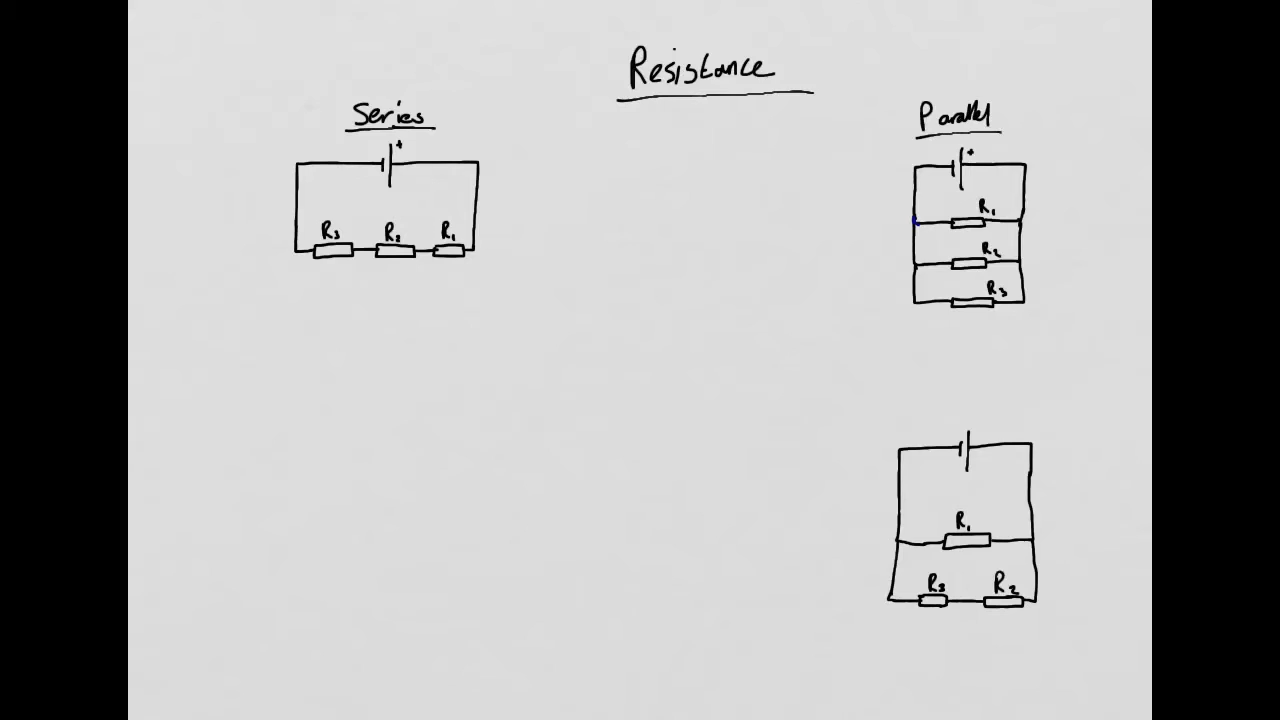 Resistance
Series
Parallel
+
+
R₃ R₂ R₁
R₁
R₂
R₃
R₁
R₃ R₂